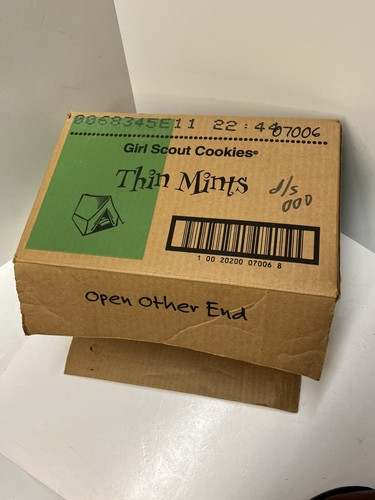 0068345E11 22:44 07006
Girl Scout Cookies®
Thin Mints
1 00 20200 07006 8
Open Other End